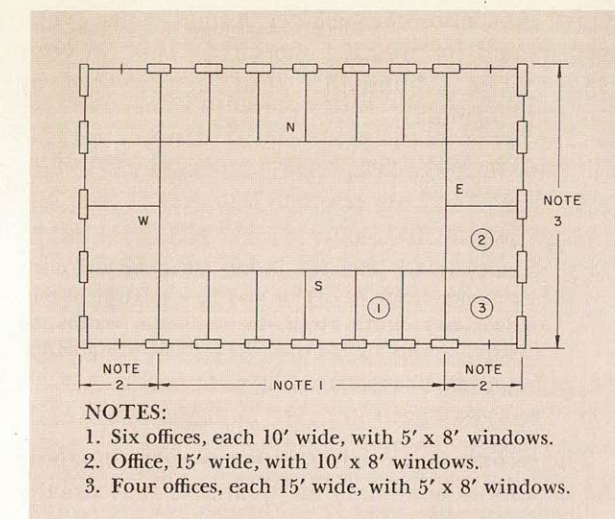 N
E
NOTE
3
W
2
S
1
3
NOTE
2
NOTE 1
NOTE
2
NOTES:
1. Six offices, each 10′ wide, with 5′ x 8′ windows.
2. Office, 15′ wide, with 10′ x 8′ windows.
3. Four offices, each 15′ wide, with 5′ x 8′ windows.